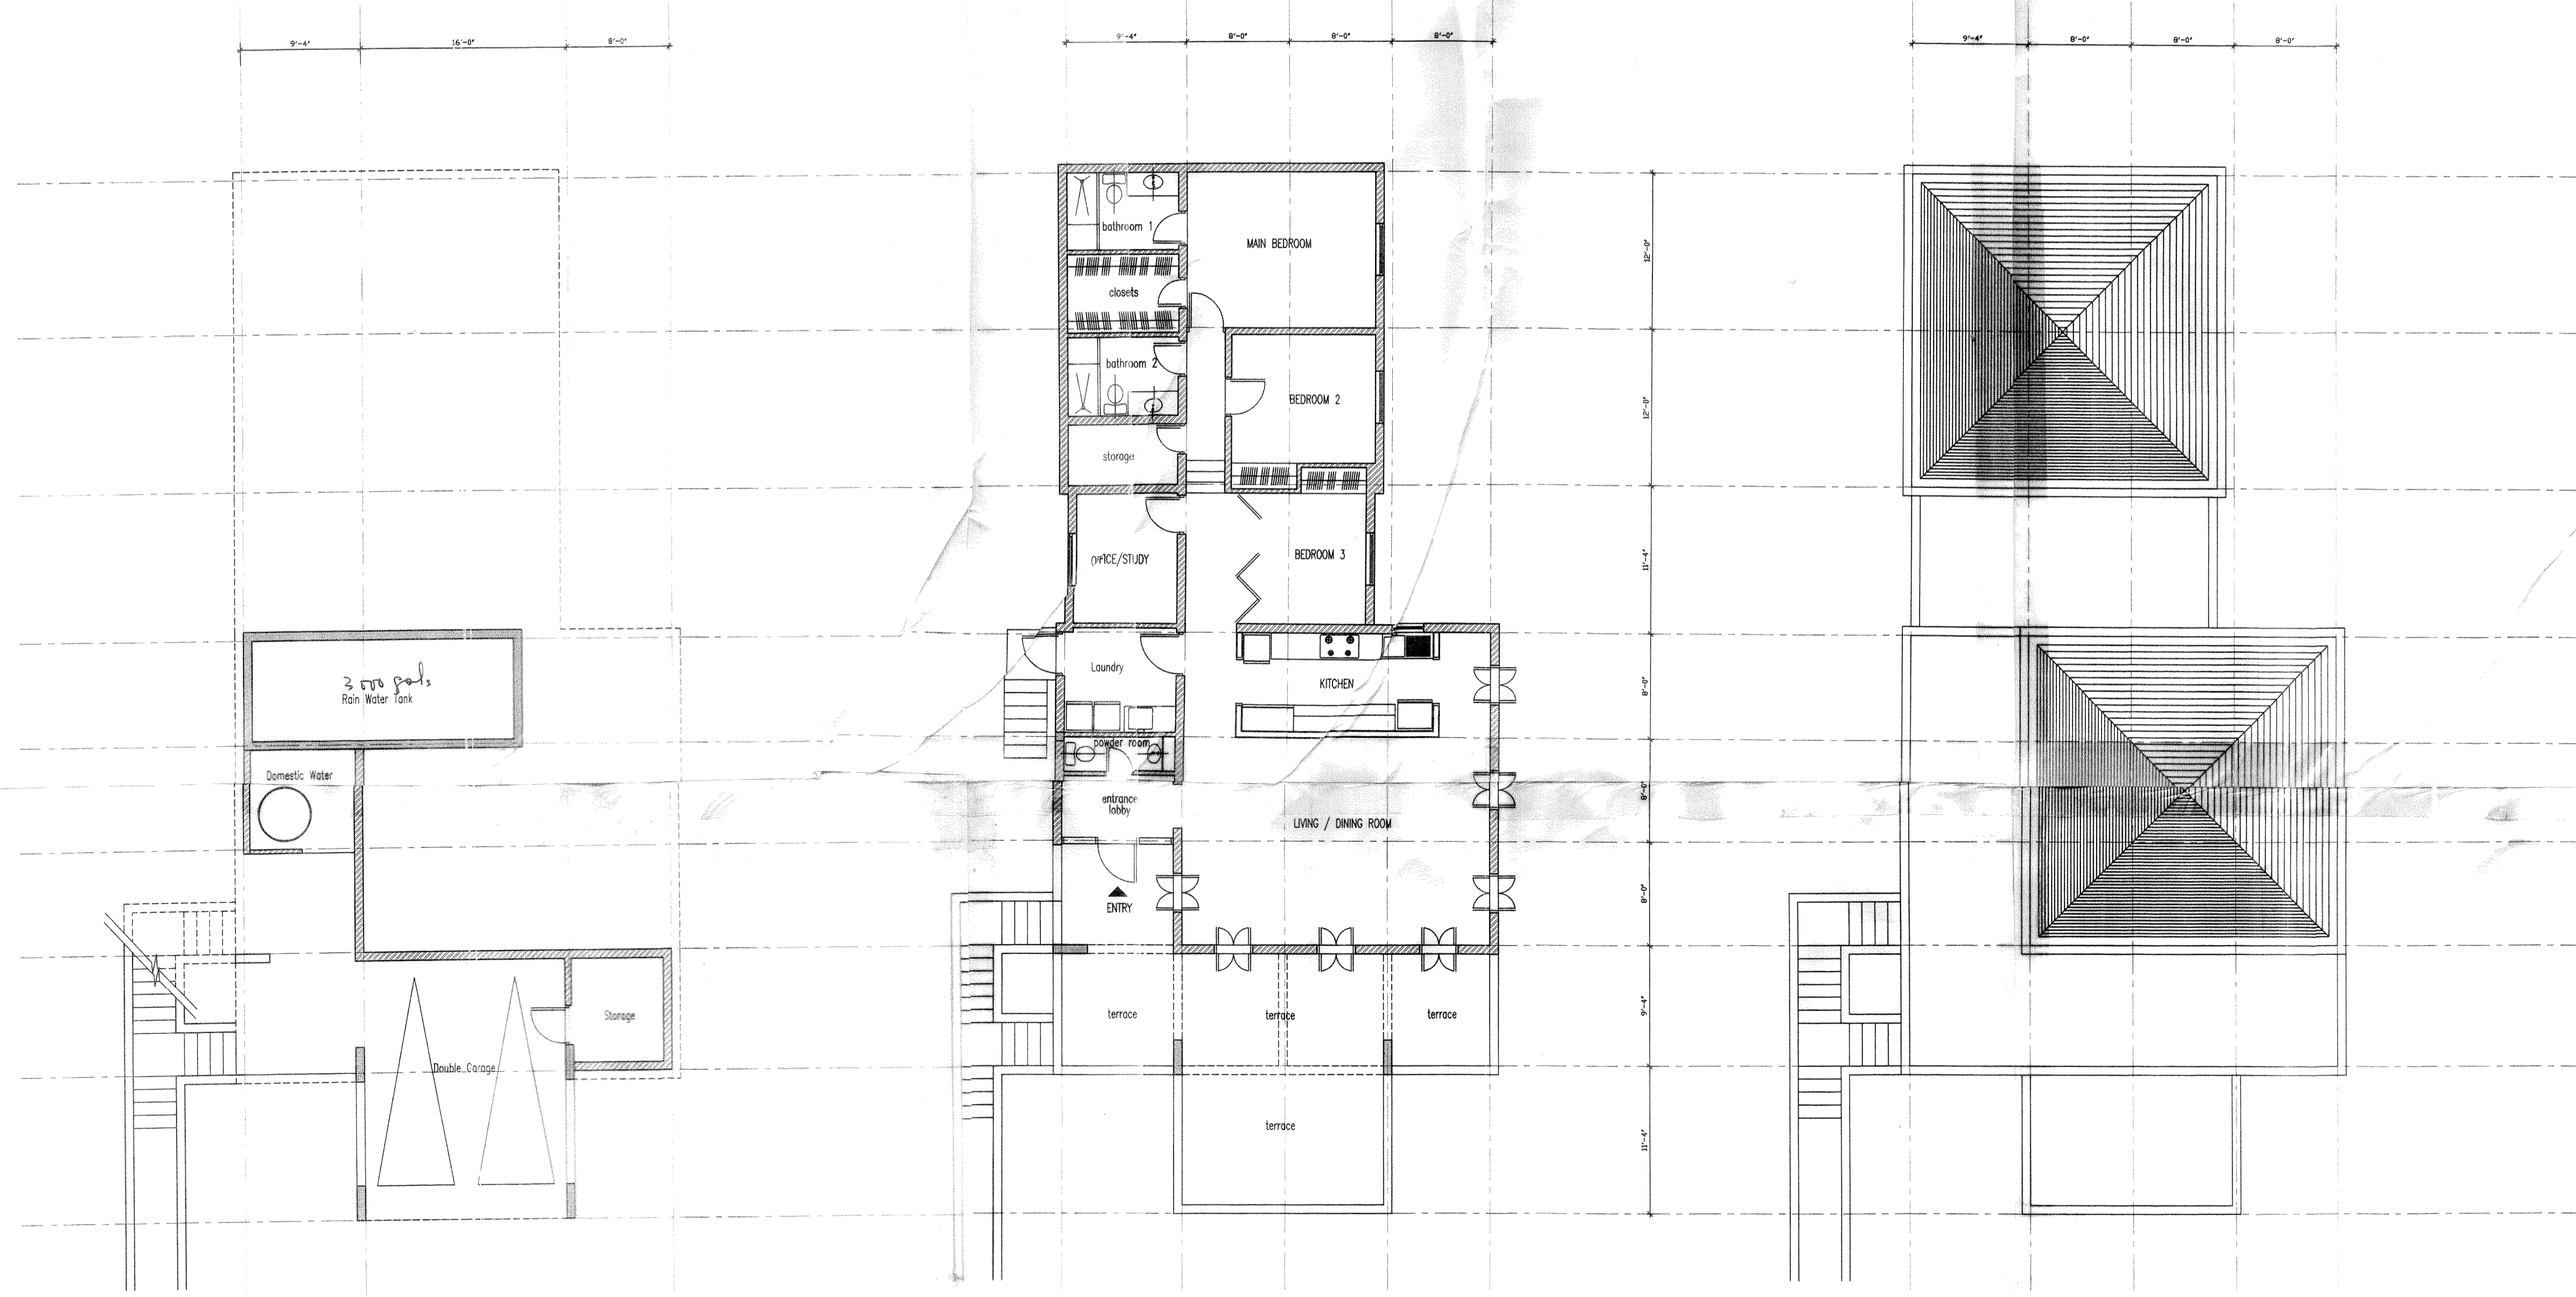 9'-4" 16'-0" 8'-0"
9'-4" 8'-0" 8'-0" 8'-0"
9'-4" 8'-0" 8'-0" 8'-0"
3000 gals
Rain Water Tank
Domestic Water
Storage
Double Garage
bathroom 1
MAIN BEDROOM
closets
bathroom 2
BEDROOM 2
storage
OFFICE/STUDY
BEDROOM 3
Laundry
KITCHEN
powder room
entrance
lobby
LIVING / DINING ROOM
ENTRY
terrace
terrace
terrace
terrace
12'-0"
12'-0"
11'-4"
8'-0"
8'-0"
8'-0"
9'-4"
11'-4"